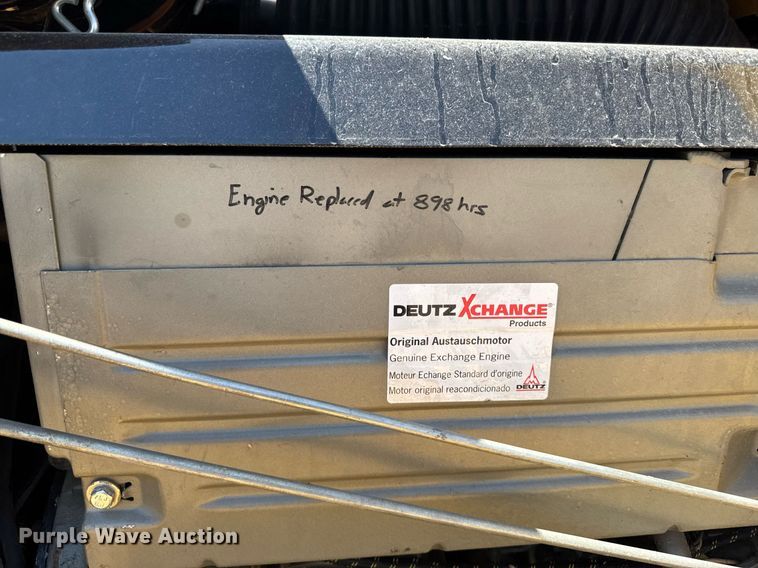 Engine Replaced at 898 hrs
DEUTZ XCHANGE®
Products
Original Austauschmotor
Genuine Exchange Engine
Moteur Echange Standard d'origine
Motor original reacondicionado
DEUTZ
Purple Wave Auction